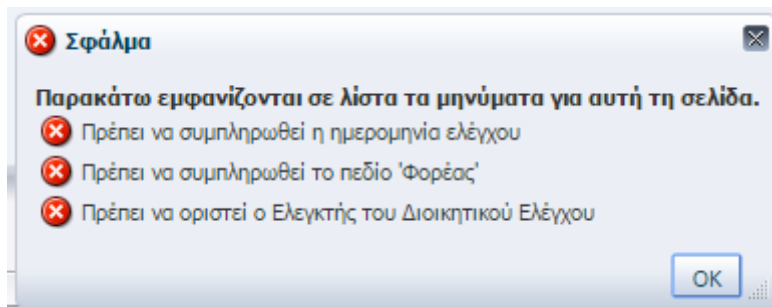 Σφάλμα
Παρακάτω εμφανίζονται σε λίστα τα μηνύματα για αυτή τη σελίδα.
Πρέπει να συμπληρωθεί η ημερομηνία ελέγχου
Πρέπει να συμπληρωθεί το πεδίο 'Φορέας'
Πρέπει να οριστεί ο Ελεγκτής του Διοικητικού Ελέγχου
OK